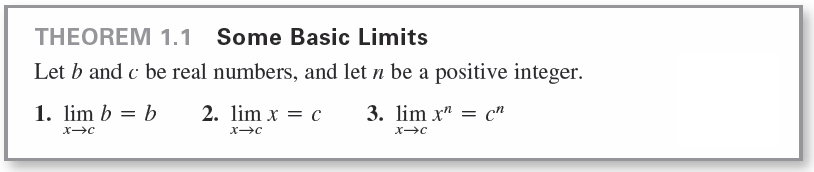 THEOREM 1.1 Some Basic Limits
Let b and c be real numbers, and let n be a positive integer.
1. lim b = b 2. lim x = c 3. lim xⁿ = cⁿ
x→c x→c x→c